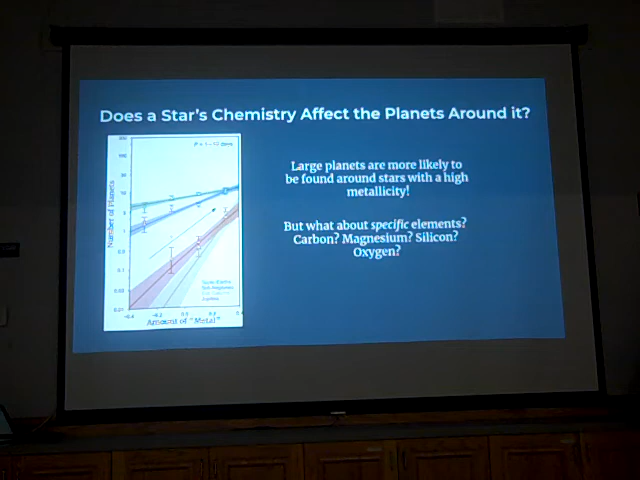 Does a Star's Chemistry Affect the Planets Around it?
Large planets are more likely to
be found around stars with a high
metallicity!
But what about specific elements?
Carbon? Magnesium? Silicon?
Oxygen?
Number of Planets
Amount of "Metal"